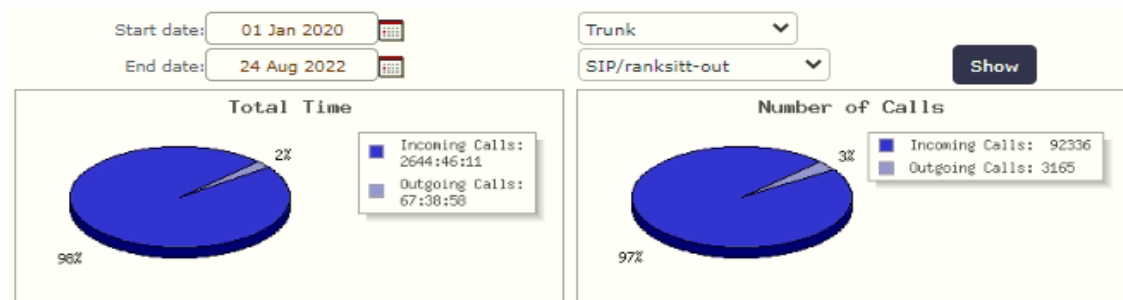 Start date: 01 Jan 2020 Trunk
End date: 24 Aug 2022 SIP/ranksitt-out Show
Total Time
2%
98%
Incoming Calls:
2644:46:11
Outgoing Calls:
67:38:58
Number of Calls
3%
97%
Incoming Calls: 92336
Outgoing Calls: 3165